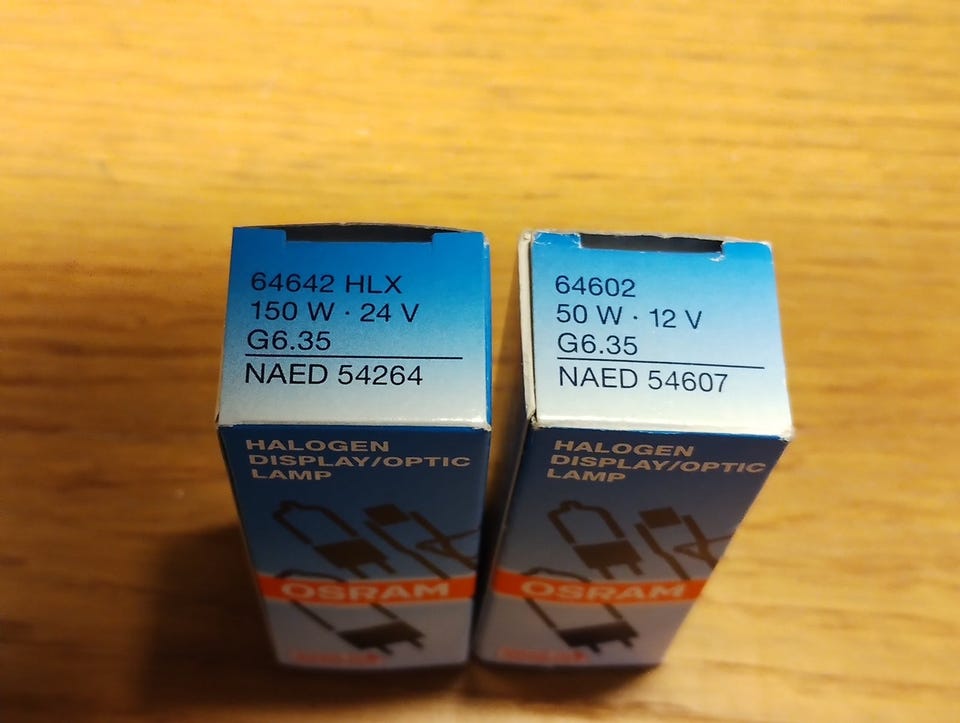 64642 HLX
150 W · 24 V
G6.35
NAED 54264
HALOGEN
DISPLAY/OPTIC
LAMP
OSRAM
64602
50 W · 12 V
G6.35
NAED 54607
HALOGEN
DISPLAY/OPTIC
LAMP
OSRAM